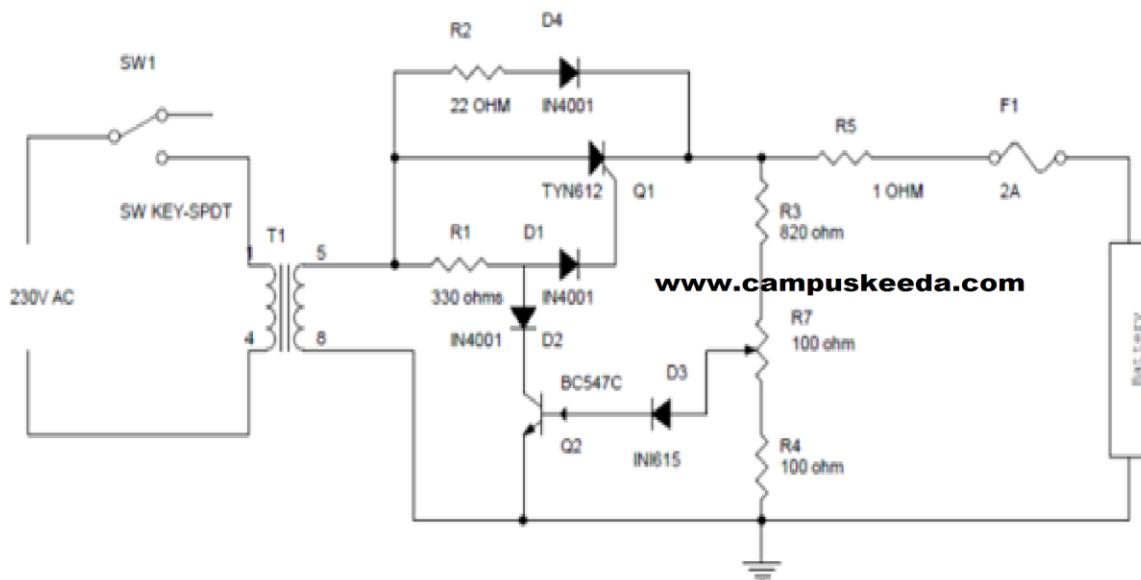 R2
D4
SW1
22 OHM
IN4001
F1
R5
TYN612
Q1
1 OHM
2A
SW KEY-SPDT
R3
820 ohm
T1
R1
D1
1
5
www.campuskeeda.com
230V AC
330 ohms
IN4001
R7
100 ohm
4
8
IN4001
D2
Battery
BC547C
D3
Q2
INI615
R4
100 ohm